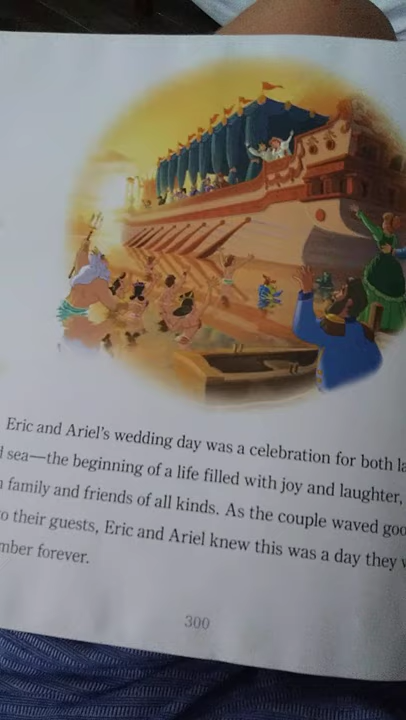 Eric and Ariel's wedding day was a celebration for both la
sea—the beginning of a life filled with joy and laughter,
family and friends of all kinds. As the couple waved goo
to their guests, Eric and Ariel knew this was a day they w
mber forever.
300